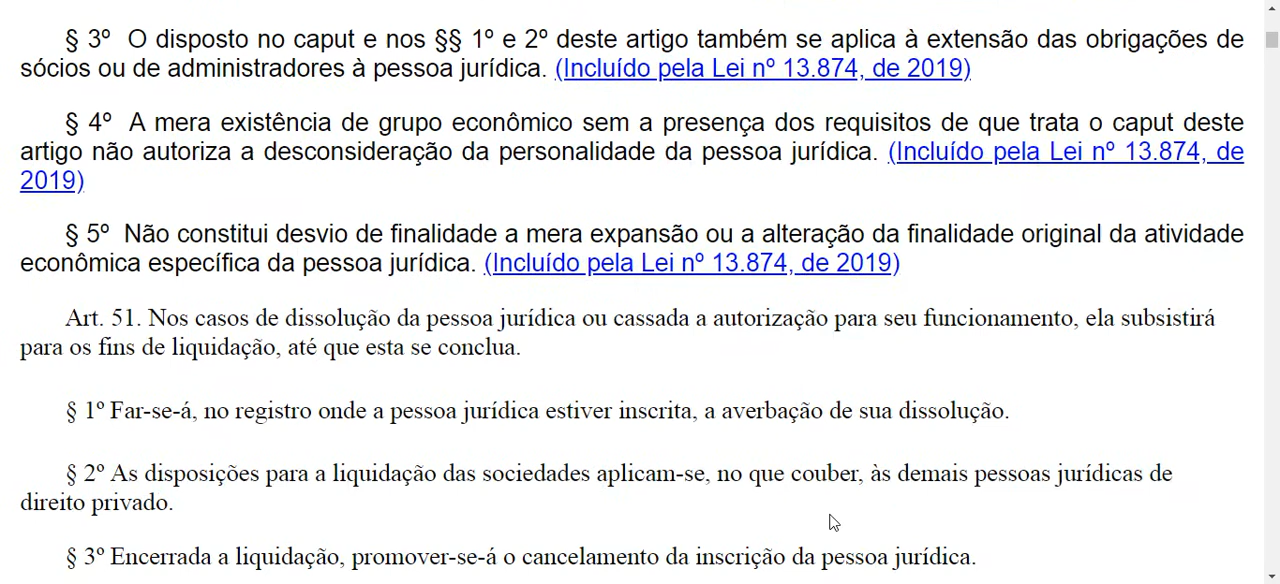 § 3º O disposto no caput e nos §§ 1º e 2º deste artigo também se aplica à extensão das obrigações de
sócios ou de administradores à pessoa jurídica. (Incluído pela Lei nº 13.874, de 2019)
§ 4º A mera existência de grupo econômico sem a presença dos requisitos de que trata o caput deste
artigo não autoriza a desconsideração da personalidade da pessoa jurídica. (Incluído pela Lei nº 13.874, de
2019)
§ 5º Não constitui desvio de finalidade a mera expansão ou a alteração da finalidade original da atividade
econômica específica da pessoa jurídica. (Incluído pela Lei nº 13.874, de 2019)
Art. 51. Nos casos de dissolução da pessoa jurídica ou cassada a autorização para seu funcionamento, ela subsistirá
para os fins de liquidação, até que esta se conclua.
§ 1º Far-se-á, no registro onde a pessoa jurídica estiver inscrita, a averbação de sua dissolução.
§ 2º As disposições para a liquidação das sociedades aplicam-se, no que couber, às demais pessoas jurídicas de
direito privado.
§ 3º Encerrada a liquidação, promover-se-á o cancelamento da inscrição da pessoa jurídica.